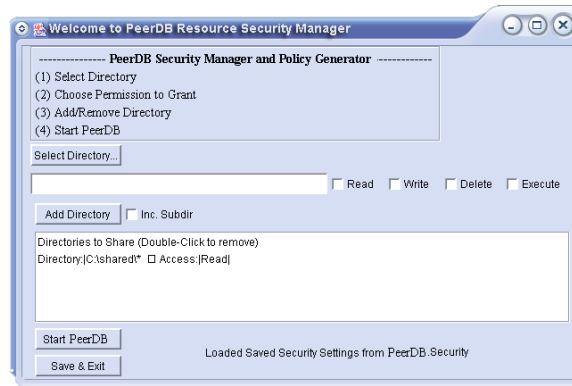 Welcome to PeerDB Resource Security Manager
--------------- PeerDB Security Manager and Policy Generator ------------
(1) Select Directory
(2) Choose Permission to Grant
(3) Add/Remove Directory
(4) Start PeerDB
Select Directory...
Read Write Delete Execute
Add Directory Inc. Subdir
Directories to Share (Double-Click to remove)
Directory:|C:\shared\* □ Access:|Read|
Start PeerDB
Loaded Saved Security Settings from PeerDB.Security
Save & Exit